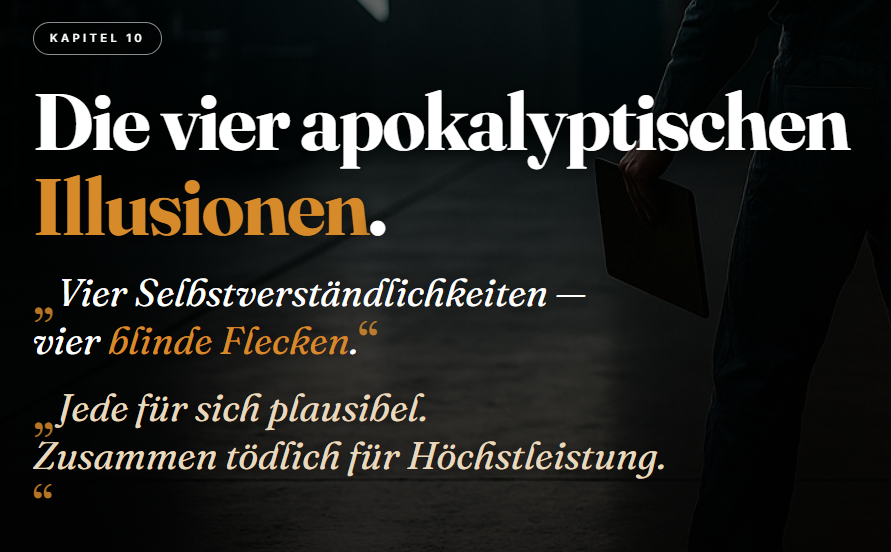 KAPITEL 10
Die vier apokalyptischen
Illusionen.
„Vier Selbstverständlichkeiten —
vier blinde Flecken.“
„Jede für sich plausibel.
Zusammen tödlich für Höchstleistung.
“